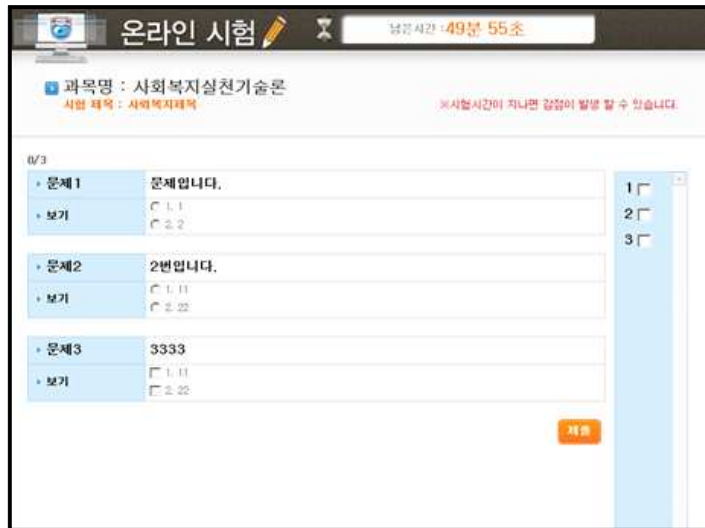 온라인 시험
남은시간 : 49분 55초
과목명 : 사회복지실천기술론
시험 제목 : 사회복지제목
※시험시간이 지나면 감점이 발생 할 수 있습니다.
0/3
문제1 문제입니다.
보기
1. 1
2. 2
문제2 2번입니다.
보기
1. 11
2. 22
문제3 3333
보기
1. 11
2. 22
제출
1
2
3